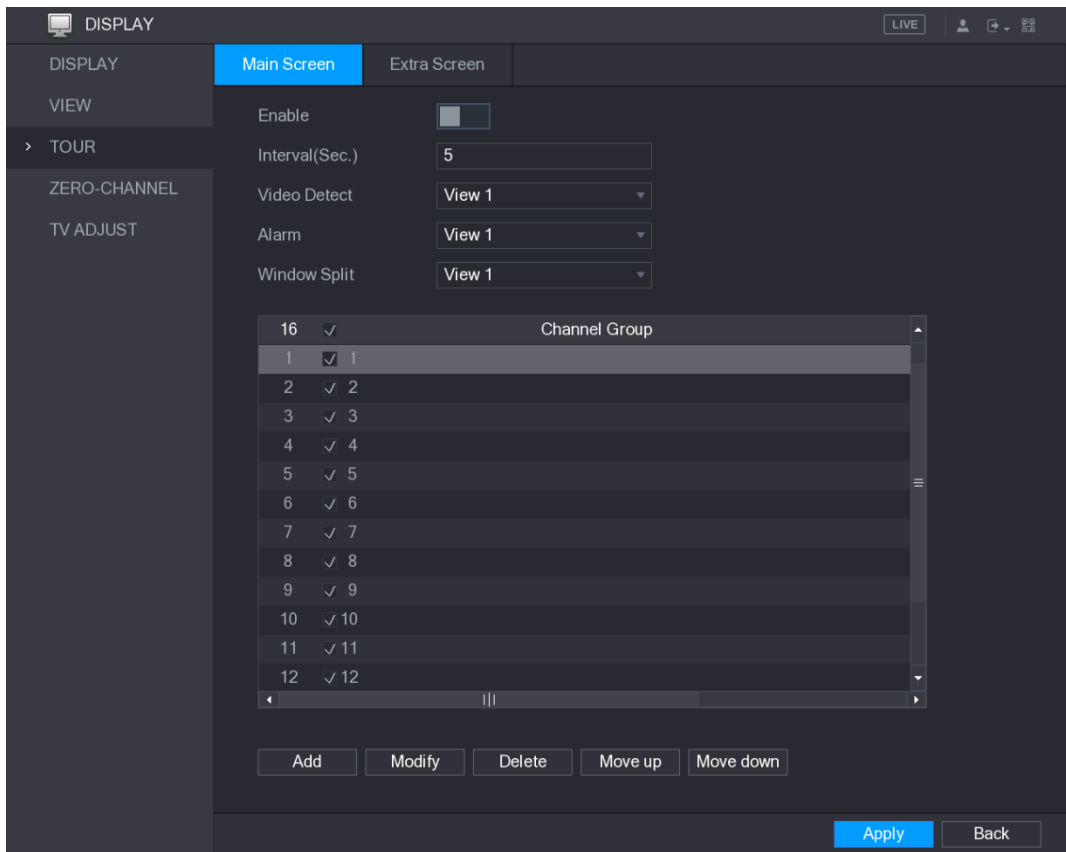 DISPLAY LIVE
DISPLAY
VIEW
TOUR
ZERO-CHANNEL
TV ADJUST
Main Screen Extra Screen
Enable
Interval(Sec.) 5
Video Detect View 1
Alarm View 1
Window Split View 1
16 Channel Group
1 1
2 2
3 3
4 4
5 5
6 6
7 7
8 8
9 9
10 10
11 11
12 12
Add Modify Delete Move up Move down
Apply Back